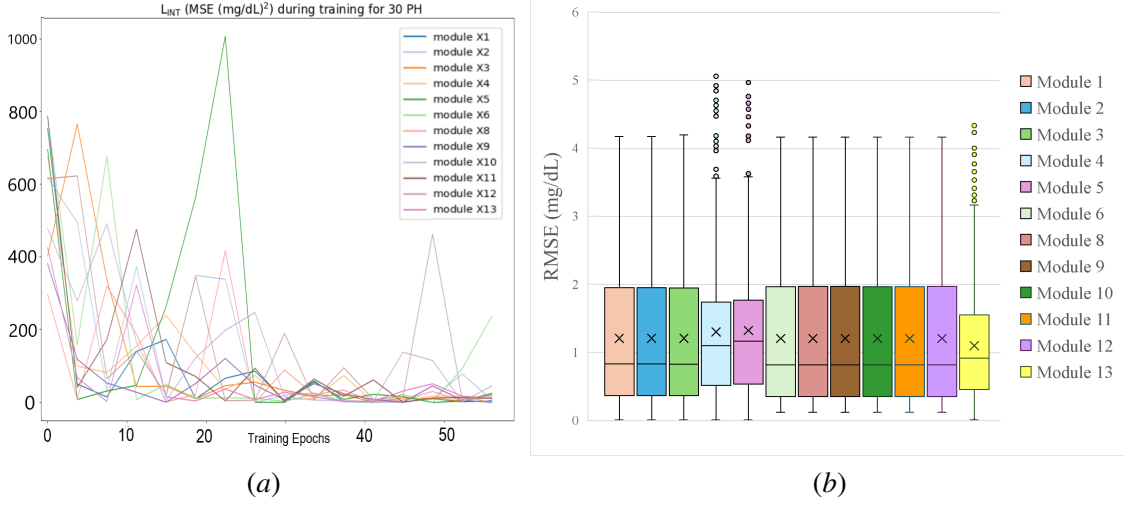 L_INT (MSE (mg/dL)²) during training for 30 PH
1000
800
600
400
200
0
0
10
20
30
40
50
Training Epochs
module X1
module X2
module X3
module X4
module X5
module X6
module X8
module X9
module X10
module X11
module X12
module X13
(a)
RMSE (mg/dL)
6
5
4
3
2
1
0
Module 1
Module 2
Module 3
Module 4
Module 5
Module 6
Module 8
Module 9
Module 10
Module 11
Module 12
Module 13
(b)